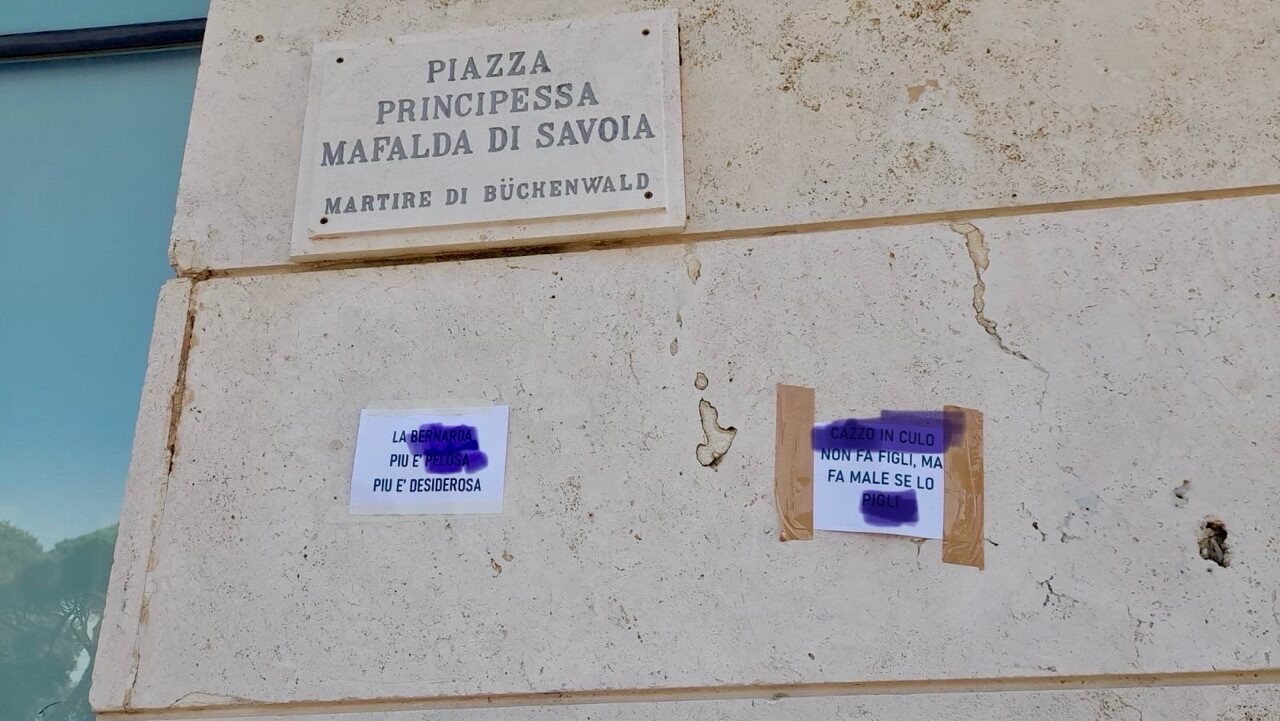 PIAZZA
PRINCIPESSA
MAFALDA DI SAVOIA
MARTIRE DI BÜCHENWALD
LA BERNARDA
PIU E' PELOSA
PIU E' DESIDEROSA
CAZZO IN CULO
NON FA FIGLI, MA
FA MALE SE LO
PIGLI